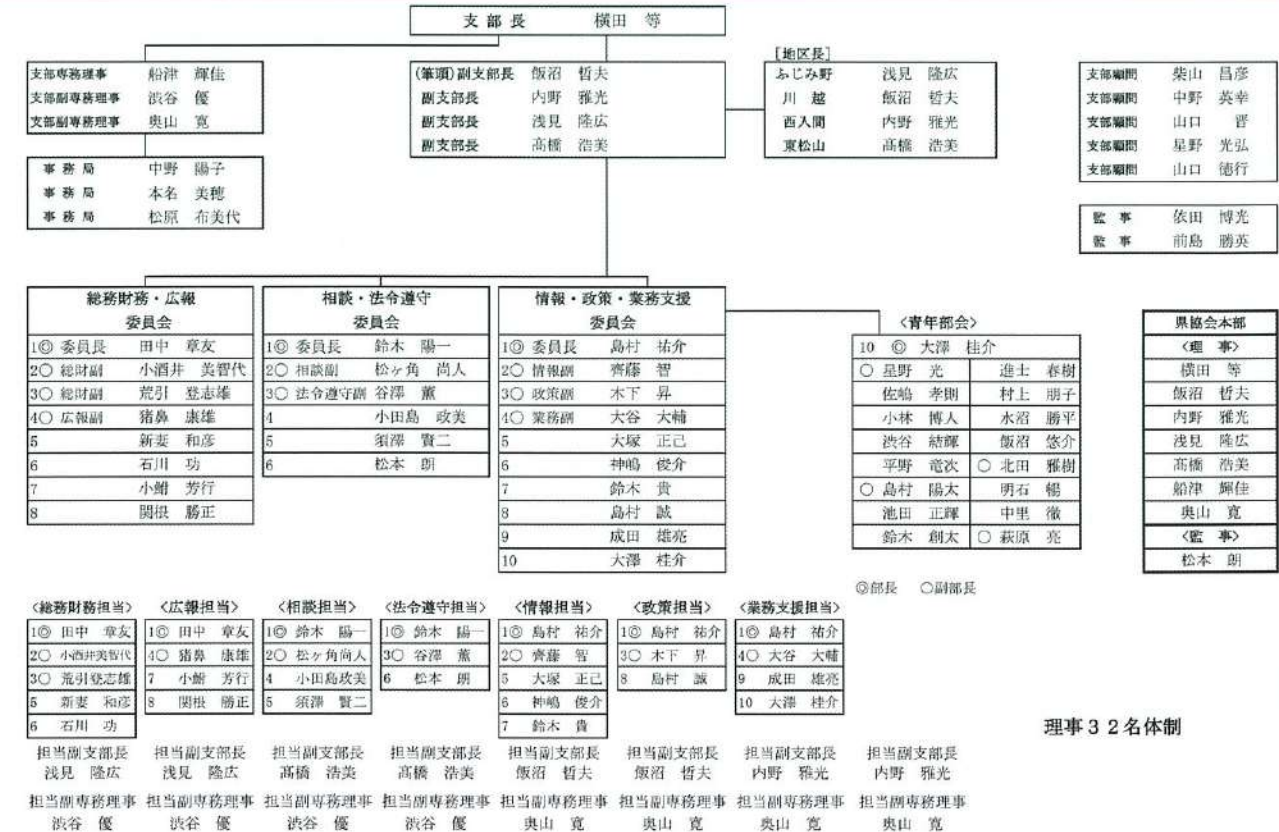 支部長 横田 等
支部専務理事 船津 輝佳
支部副専務理事 渋谷 優
支部副専務理事 奥山 寛
事務局 中野 陽子
事務局 本名 美穂
事務局 松原 布美代
(筆頭)副支部長 飯沼 哲夫
副支部長 内野 雅光
副支部長 浅見 隆広
副支部長 髙橋 浩美
[地区長]
ふじみ野 浅見 隆広
川越 飯沼 哲夫
西入間 内野 雅光
東松山 髙橋 浩美
支部顧問 柴山 昌彦
支部顧問 中野 英幸
支部顧問 山口 晋
支部顧問 星野 光弘
支部顧問 山口 徳行
監事 依田 博光
監事 前島 勝英
総務財務・広報
委員会
1◎ 委員長 田中 章友
2○ 総財副 小酒井 美智代
3○ 総財副 荒引 登志雄
4○ 広報副 猪鼻 康雄
5 新妻 和彦
6 石川 功
7 小鮒 芳行
8 関根 勝正
相談・法令遵守
委員会
1◎ 委員長 鈴木 陽一
2○ 相談副 松ヶ角 尚人
3○ 法令遵守副 谷澤 薫
4 小田島 政美
5 須澤 賢二
6 松本 朗
情報・政策・業務支援
委員会
1◎ 委員長 島村 祐介
2○ 情報副 齊藤 智
3○ 政策副 木下 昇
4○ 業務副 大谷 大輔
5 大塚 正己
6 神嶋 俊介
7 鈴木 貴
8 島村 誠
9 成田 雄亮
10 大澤 桂介
〈青年部会〉
10 ◎ 大澤 桂介
○ 星野 光 進士 春樹
佐嶋 孝則 村上 朋子
小林 博人 水沼 勝平
渋谷 結輝 飯沼 悠介
平野 竜次 ○ 北田 雅樹
○ 島村 陽太 明石 暢
池田 正輝 中里 徹
鈴木 創太 ○ 萩原 亮
◎部長 ○副部長
県協会本部
〈理 事〉
横田 等
飯沼 哲夫
内野 雅光
浅見 隆広
髙橋 浩美
船津 輝佳
奥山 寛
〈監 事〉
松本 朗
〈総務財務担当〉 〈広報担当〉 〈相談担当〉 〈法令遵守担当〉 〈情報担当〉 〈政策担当〉 〈業務支援担当〉
1◎ 田中 章友 1◎ 田中 章友 1◎ 鈴木 陽一 1◎ 鈴木 陽一 1◎ 島村 祐介 1◎ 島村 祐介 1◎ 島村 祐介
2○ 小酒井美智代 4○ 猪鼻 康雄 2○ 松ヶ角尚人 3○ 谷澤 薫 2○ 齊藤 智 3○ 木下 昇 4○ 大谷 大輔
3○ 荒引登志雄 7 小鮒 芳行 4 小田島政美 6 松本 朗 5 大塚 正己 8 島村 誠 9 成田 雄亮
5 新妻 和彦 8 関根 勝正 5 須澤 賢二 6 神嶋 俊介 10 大澤 桂介
6 石川 功 7 鈴木 貴
担当副支部長 担当副支部長 担当副支部長 担当副支部長 担当副支部長 担当副支部長 担当副支部長 担当副支部長
浅見 隆広 浅見 隆広 髙橋 浩美 髙橋 浩美 飯沼 哲夫 飯沼 哲夫 内野 雅光 内野 雅光
担当副専務理事 担当副専務理事 担当副専務理事 担当副専務理事 担当副専務理事 担当副専務理事 担当副専務理事 担当副専務理事
渋谷 優 渋谷 優 渋谷 優 渋谷 優 奥山 寛 奥山 寛 奥山 寛 奥山 寛
理事32名体制